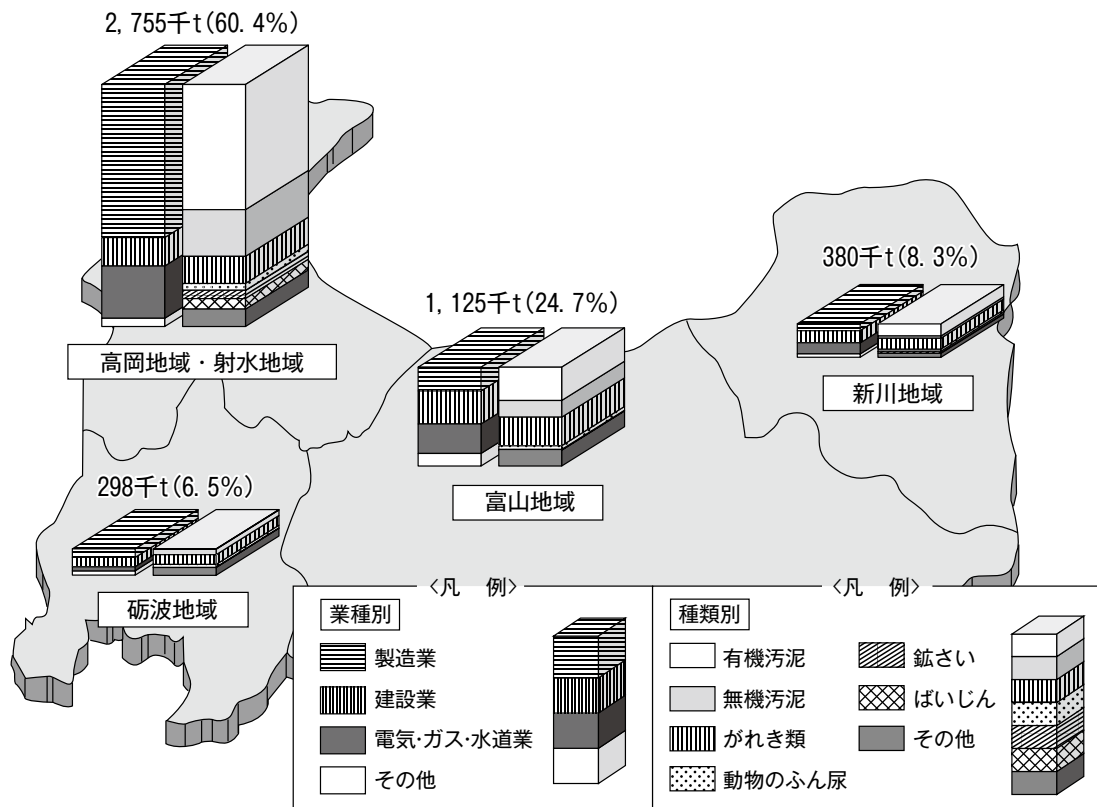 2,755千t(60.4%)
高岡地域・射水地域
380千t(8.3%)
新川地域
1,125千t(24.7%)
富山地域
298千t(6.5%)
砺波地域
〈凡 例〉
業種別
製造業
建設業
電気・ガス・水道業
その他
〈凡 例〉
種類別
有機汚泥
無機汚泥
がれき類
動物のふん尿
鉱さい
ばいじん
その他